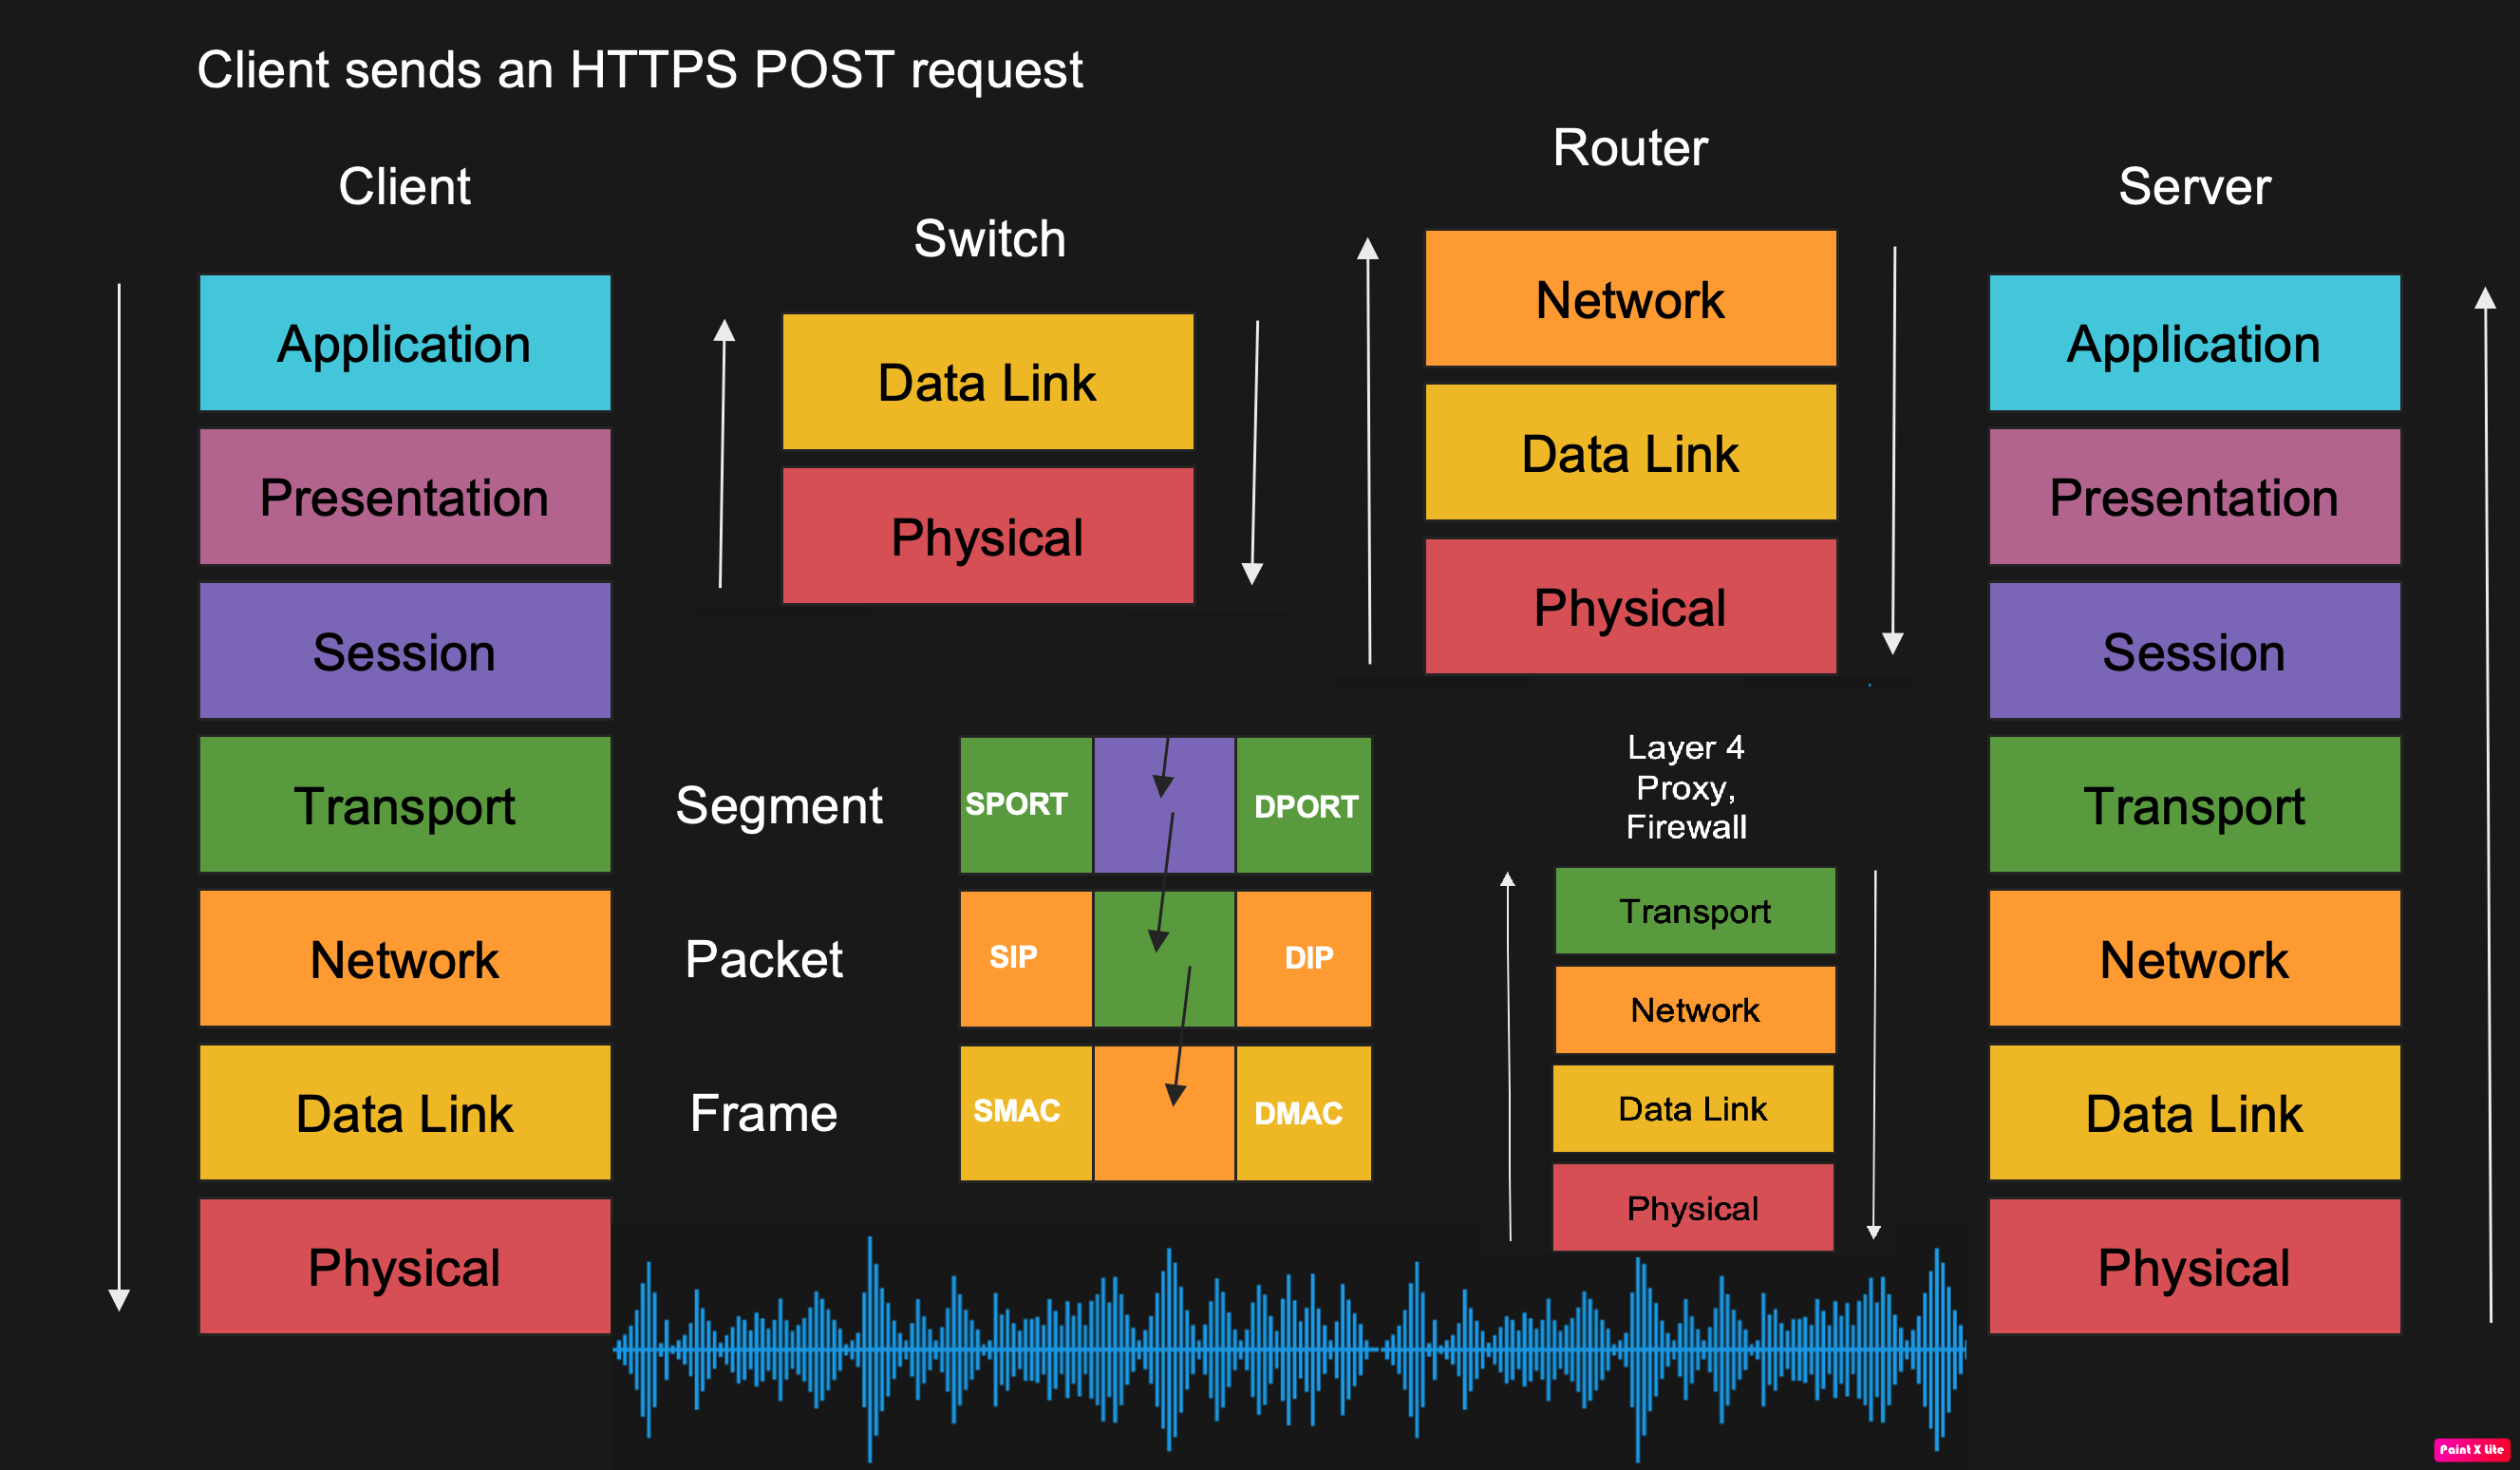 Client sends an HTTPS POST request
Client
Application
Presentation
Session
Transport
Network
Data Link
Physical
Switch
Data Link
Physical
Router
Network
Data Link
Physical
Segment
SPORT
DPORT
Packet
SIP
DIP
Frame
SMAC
DMAC
Layer 4
Proxy,
Firewall
Transport
Network
Data Link
Physical
Server
Application
Presentation
Session
Transport
Network
Data Link
Physical
Paint X Lite